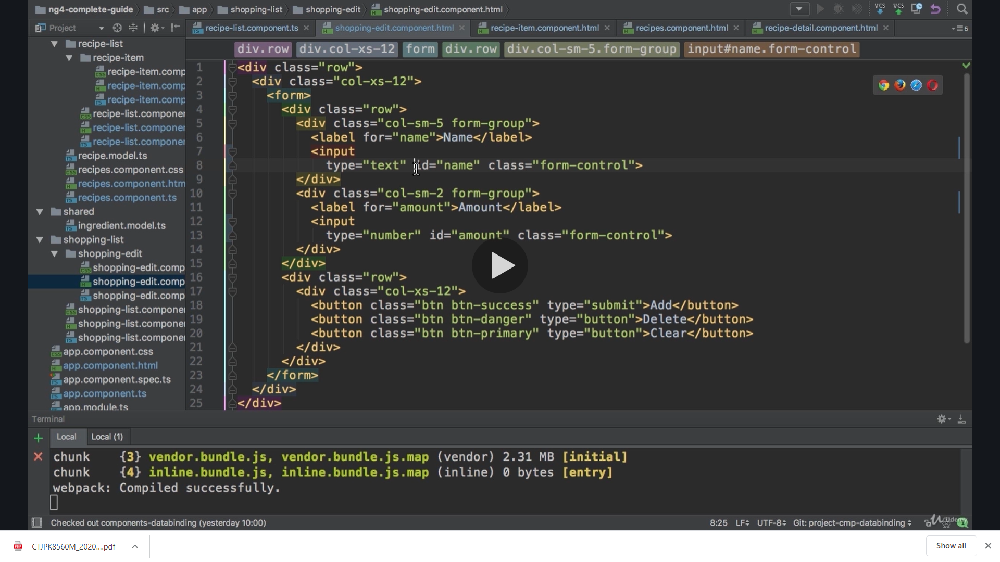 ng4-complete-guide src app shopping-list shopping-edit shopping-edit.component.html
VCS VCS
Project
recipe-list.component.ts × shopping-edit.component.html × recipe-item.component.html × recipes.component.html × recipe-detail.component.html × 5
div.row div.col-xs-12 form div.row div.col-sm-5.form-group input#name.form-control
recipe-list
recipe-item
recipe-item.comp
recipe-item.comp
recipe-item.comp
recipe-list.componen
recipe-list.componen
recipe-list.componen
recipe.model.ts
recipes.component.css
recipes.component.htm
recipes.component.ts
shared
ingredient.model.ts
shopping-list
shopping-edit
shopping-edit.comp
shopping-edit.comp
shopping-edit.comp
shopping-list.componen
shopping-list.componen
shopping-list.componen
app.component.css
app.component.html
app.component.spec.ts
app.component.ts
app.module.ts
1 <div class="row">
2 <div class="col-xs-12">
3 <form>
4 <div class="row">
5 <div class="col-sm-5 form-group">
6 <label for="name">Name</label>
7 <input
8 type="text" id="name" class="form-control">
9 </div>
10 <div class="col-sm-2 form-group">
11 <label for="amount">Amount</label>
12 <input
13 type="number" id="amount" class="form-control">
14 </div>
15 </div>
16 <div class="row">
17 <div class="col-xs-12">
18 <button class="btn btn-success" type="submit">Add</button>
19 <button class="btn btn-danger" type="button">Delete</button>
20 <button class="btn btn-primary" type="button">Clear</button>
21 </div>
22 </div>
23 </form>
24 </div>
25 </div>
Terminal
Local Local (1)
chunk {3} vendor.bundle.js, vendor.bundle.js.map (vendor) 2.31 MB [initial]
chunk {4} inline.bundle.js, inline.bundle.js.map (inline) 0 bytes [entry]
webpack: Compiled successfully.
Checked out components-databinding (yesterday 10:00) 8:25 LF UTF-8 Git: project-cmp-databinding Udemy
CTJPK8560M_2020....pdf Show all